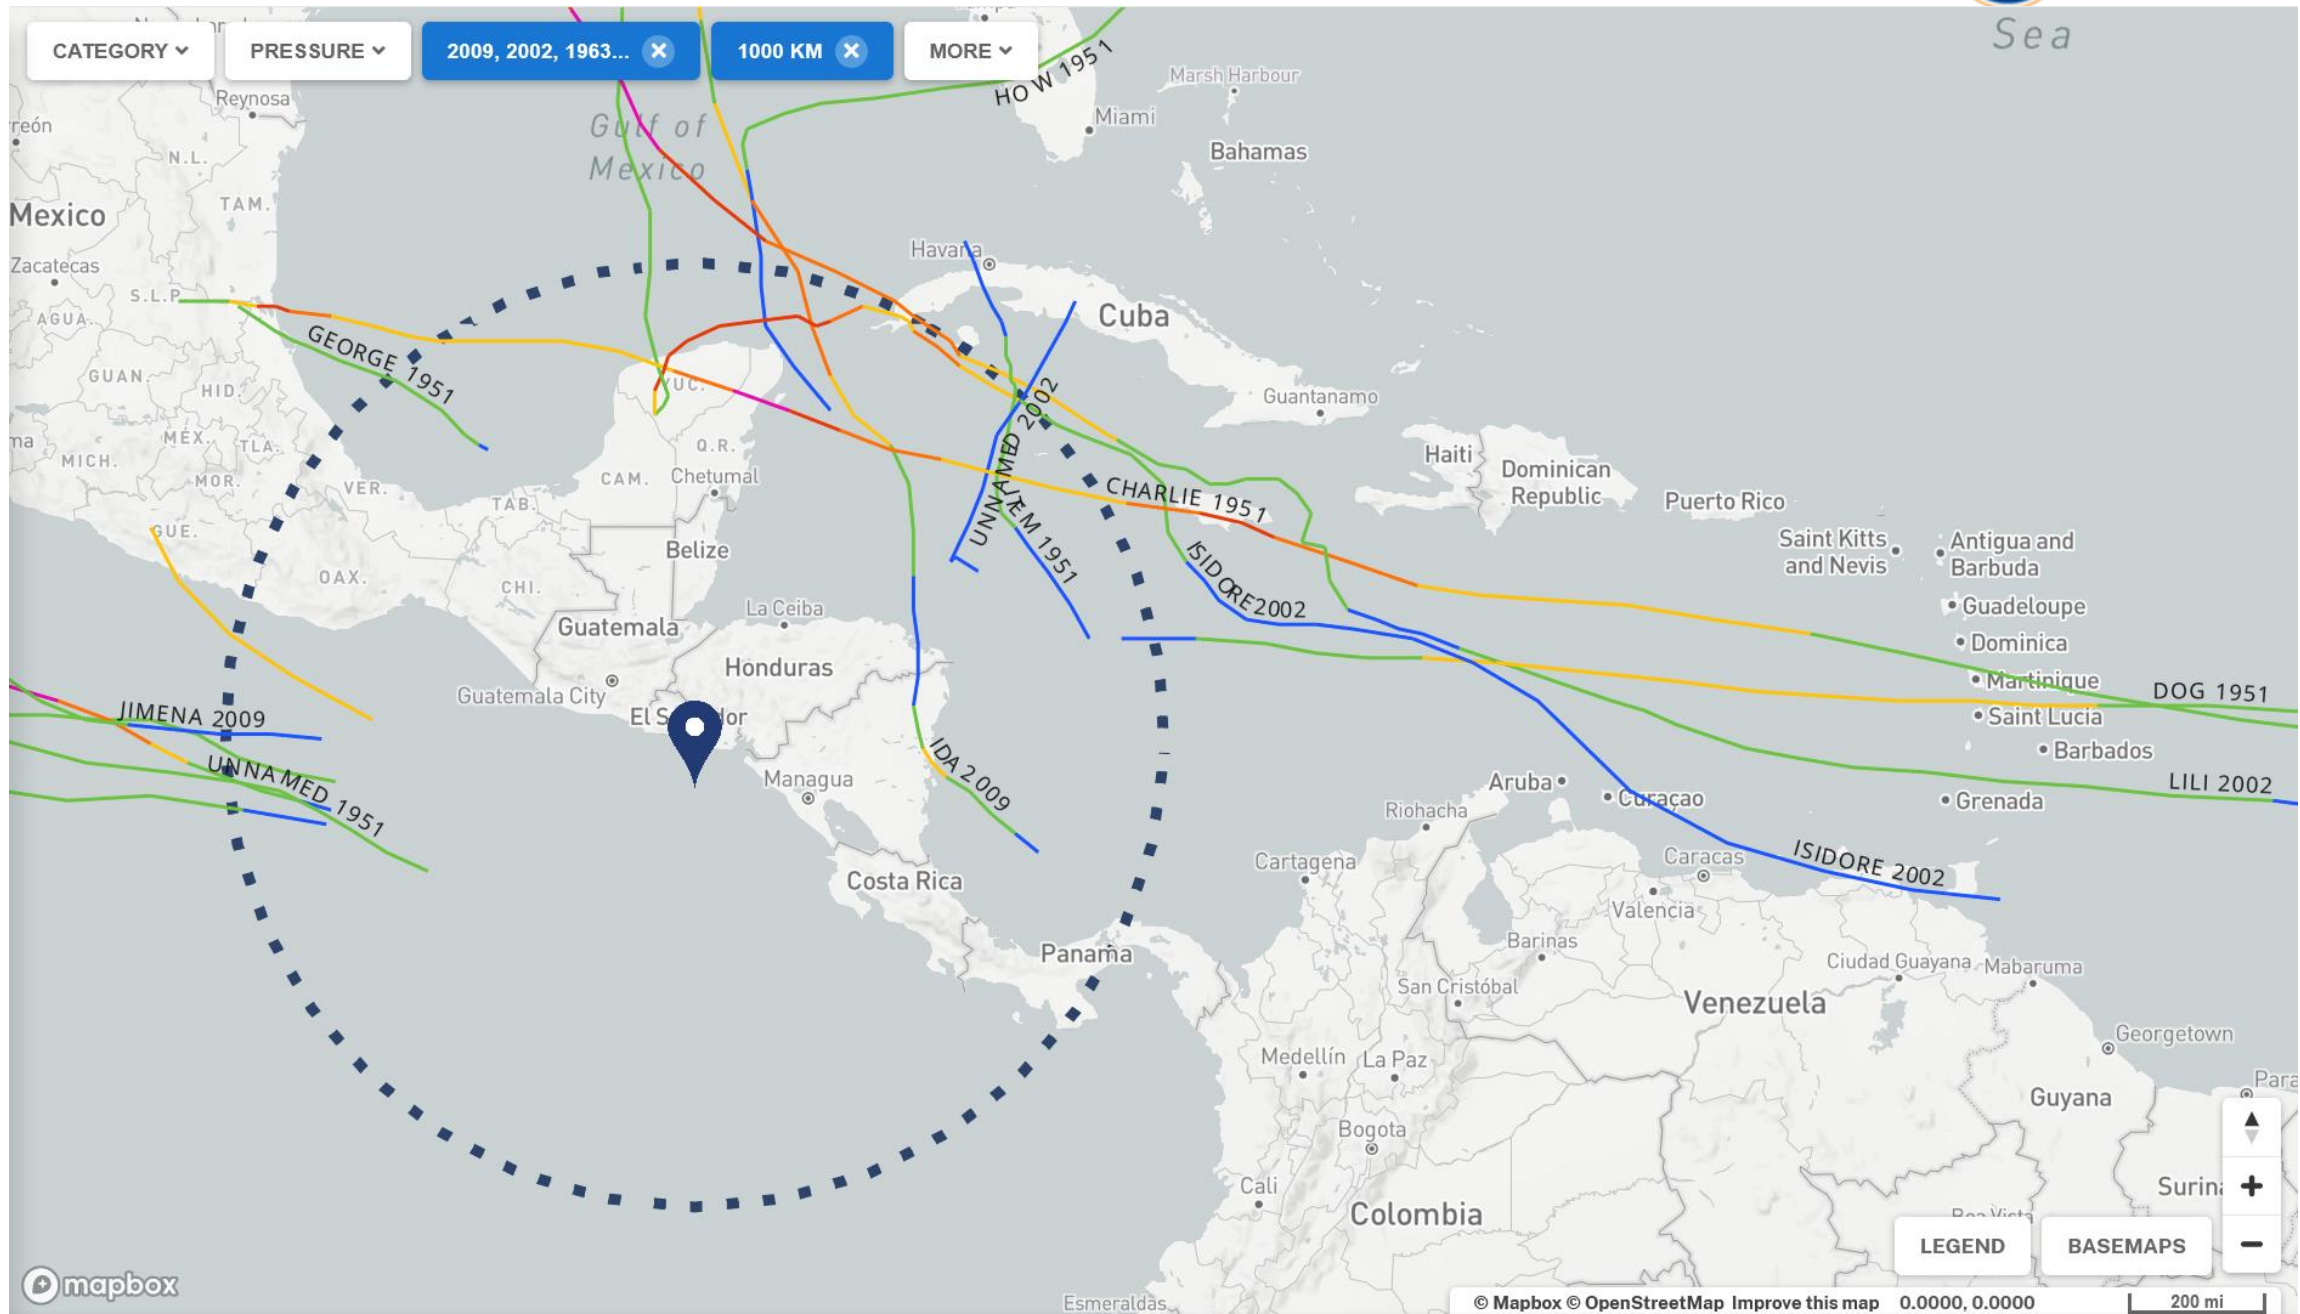 Sea
CATEGORY
PRESSURE
2009, 2002, 1963...
1000 KM
MORE
HOW 1951
Marsh Harbour
Reynosa
Miami
Gulf of
Mexico
Bahamas
N.L.
TAM.
Mexico
Havana
Zacatecas
S.L.P
AGUA.
Cuba
GEORGE 1951
GUAN.
HID.
YUC.
Guantanamo
MÉX.
TLA.
MICH.
MOR.
VER.
TAB.
CAM.
Q.R.
Chetumal
UNNAMED 2002
ITEM 1951
CHARLIE 1951
Haiti
Dominican
Republic
Puerto Rico
GUE.
OAX.
CHI.
Belize
ISIDORE 2002
Saint Kitts
and Nevis
Antigua and
Barbuda
Guadeloupe
La Ceiba
Guatemala
Honduras
Dominica
Martinique
DOG 1951
Guatemala City
El Salvador
Saint Lucia
Barbados
JIMENA 2009
UNNAMED 1951
IDA 2009
Managua
Aruba
Curaçao
LILI 2002
Grenada
Riohacha
Cartagena
Caracas
ISIDORE 2002
Costa Rica
Valencia
Barinas
Panama
San Cristóbal
Ciudad Guayana
Mabaruma
Venezuela
Georgetown
Medellín
La Paz
Para
Guyana
Bogota
Cali
Surin
Colombia
Boa Vista
LEGEND
BASEMAPS
mapbox
Esmeraldas
© Mapbox © OpenStreetMap Improve this map
0.0000, 0.0000
200 mi